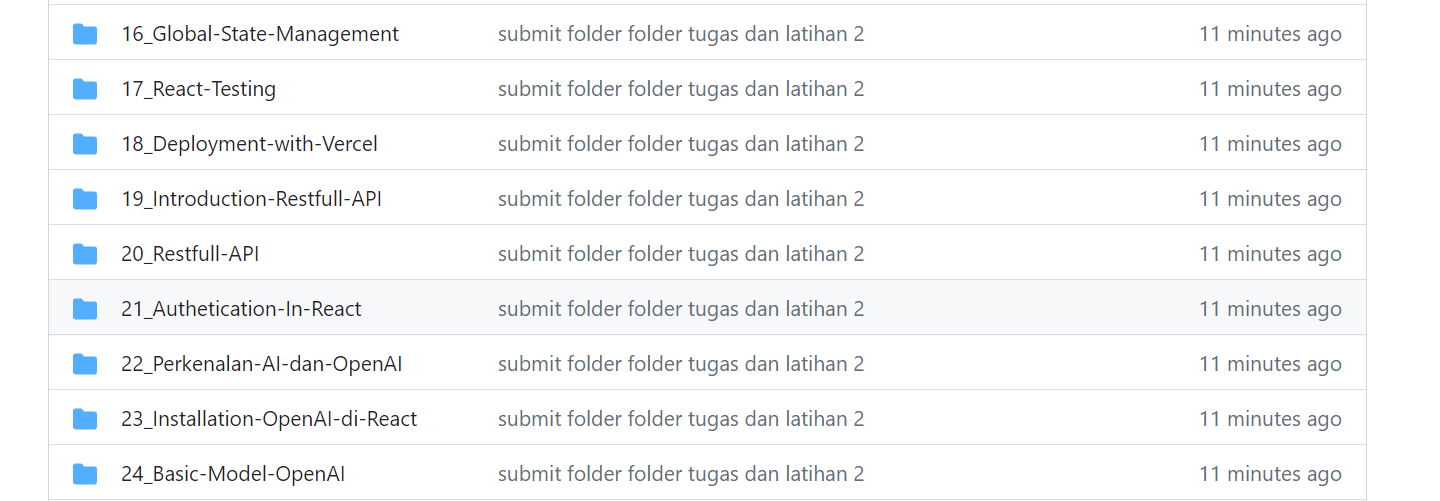 16_Global-State-Management submit folder folder tugas dan latihan 2 11 minutes ago
17_React-Testing submit folder folder tugas dan latihan 2 11 minutes ago
18_Deployment-with-Vercel submit folder folder tugas dan latihan 2 11 minutes ago
19_Introduction-Restfull-API submit folder folder tugas dan latihan 2 11 minutes ago
20_Restfull-API submit folder folder tugas dan latihan 2 11 minutes ago
21_Authetication-In-React submit folder folder tugas dan latihan 2 11 minutes ago
22_Perkenalan-AI-dan-OpenAI submit folder folder tugas dan latihan 2 11 minutes ago
23_Installation-OpenAI-di-React submit folder folder tugas dan latihan 2 11 minutes ago
24_Basic-Model-OpenAI submit folder folder tugas dan latihan 2 11 minutes ago